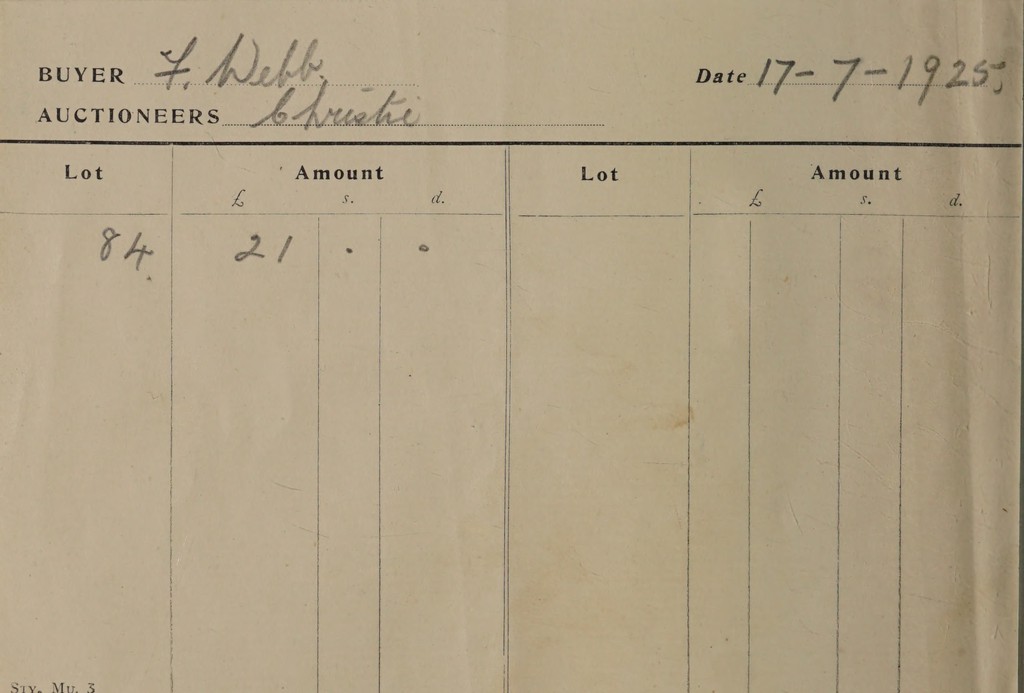 BUYER F. Webb. Date 17-7-1925.
AUCTIONEERS Christie
Lot Amount Lot Amount
£ s. d. £ s. d.
84. 21 . .
STY. MU. 3